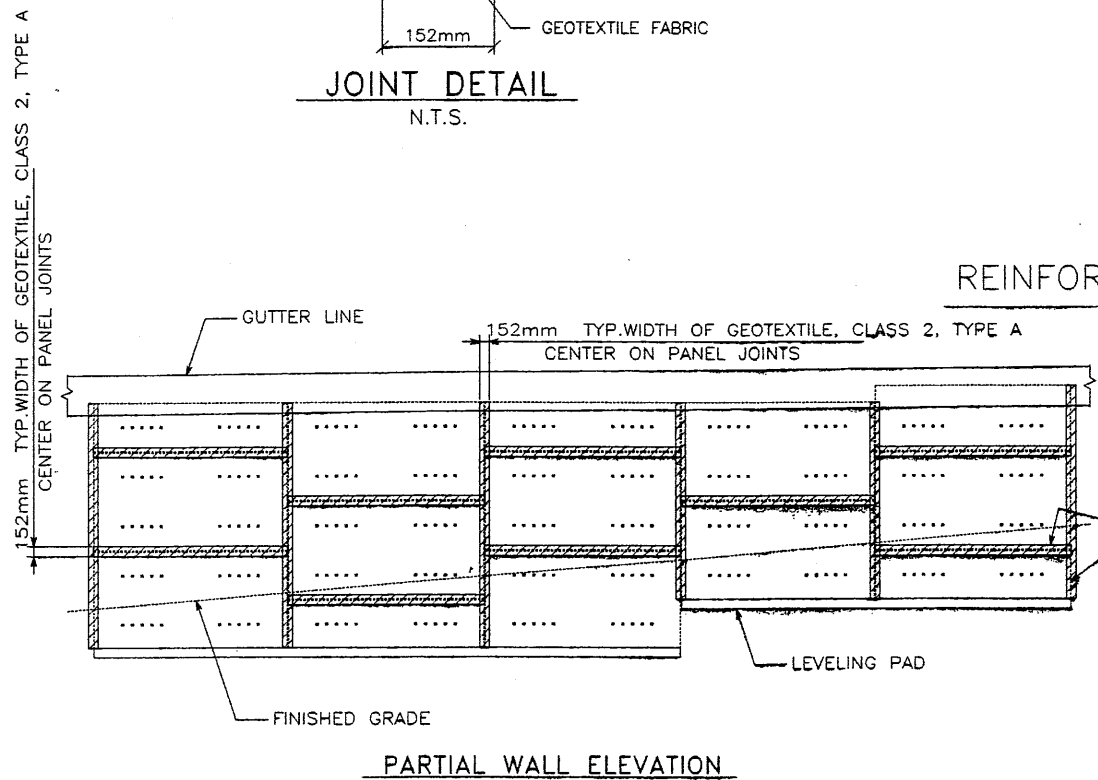 GEOTEXTILE FABRIC
152mm
JOINT DETAIL
N.T.S.
152mm TYP.WIDTH OF GEOTEXTILE, CLASS 2, TYPE A
CENTER ON PANEL JOINTS
REINFOR
GUTTER LINE
152mm TYP.WIDTH OF GEOTEXTILE, CLASS 2, TYPE A
CENTER ON PANEL JOINTS
LEVELING PAD
FINISHED GRADE
PARTIAL WALL ELEVATION